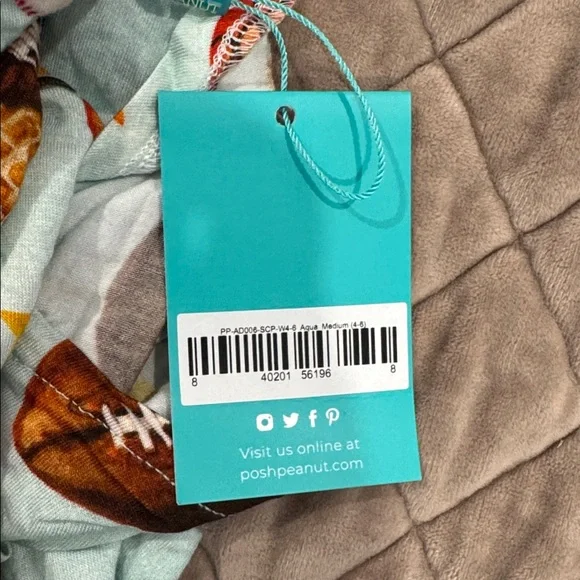 PEANUT
PP-AD006-SCP-W4-6 Aqua Medium (4-6)
8 40201 56196 8
Visit us online at
poshpeanut.com